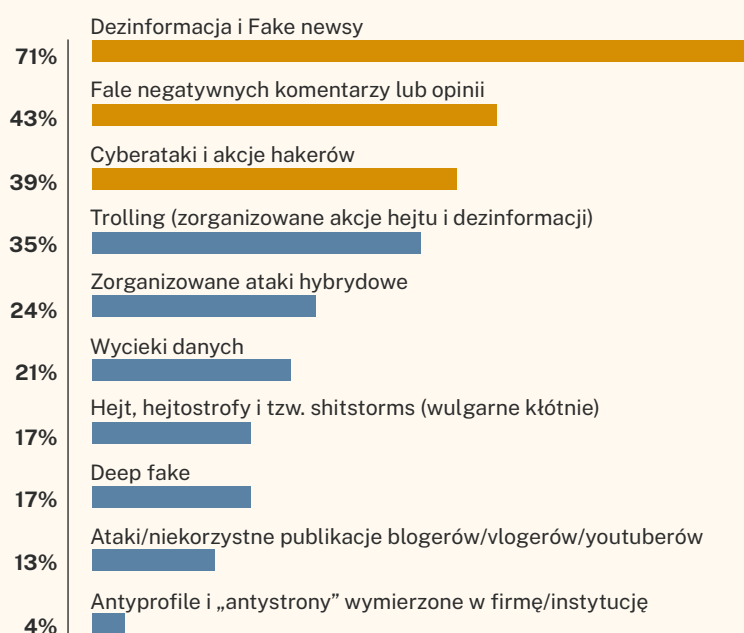 Dezinformacja i Fake newsy
71%
Fale negatywnych komentarzy lub opinii
43%
Cyberataki i akcje hakerów
39%
Trolling (zorganizowane akcje hejtu i dezinformacji)
35%
Zorganizowane ataki hybrydowe
24%
Wycieki danych
21%
Hejt, hejtostrofy i tzw. shitstorms (wulgarne kłótnie)
17%
Deep fake
17%
Ataki/niekorzystne publikacje blogerów/vlogerów/youtuberów
13%
Antyprofile i „antystrony” wymierzone w firmę/instytucję
4%